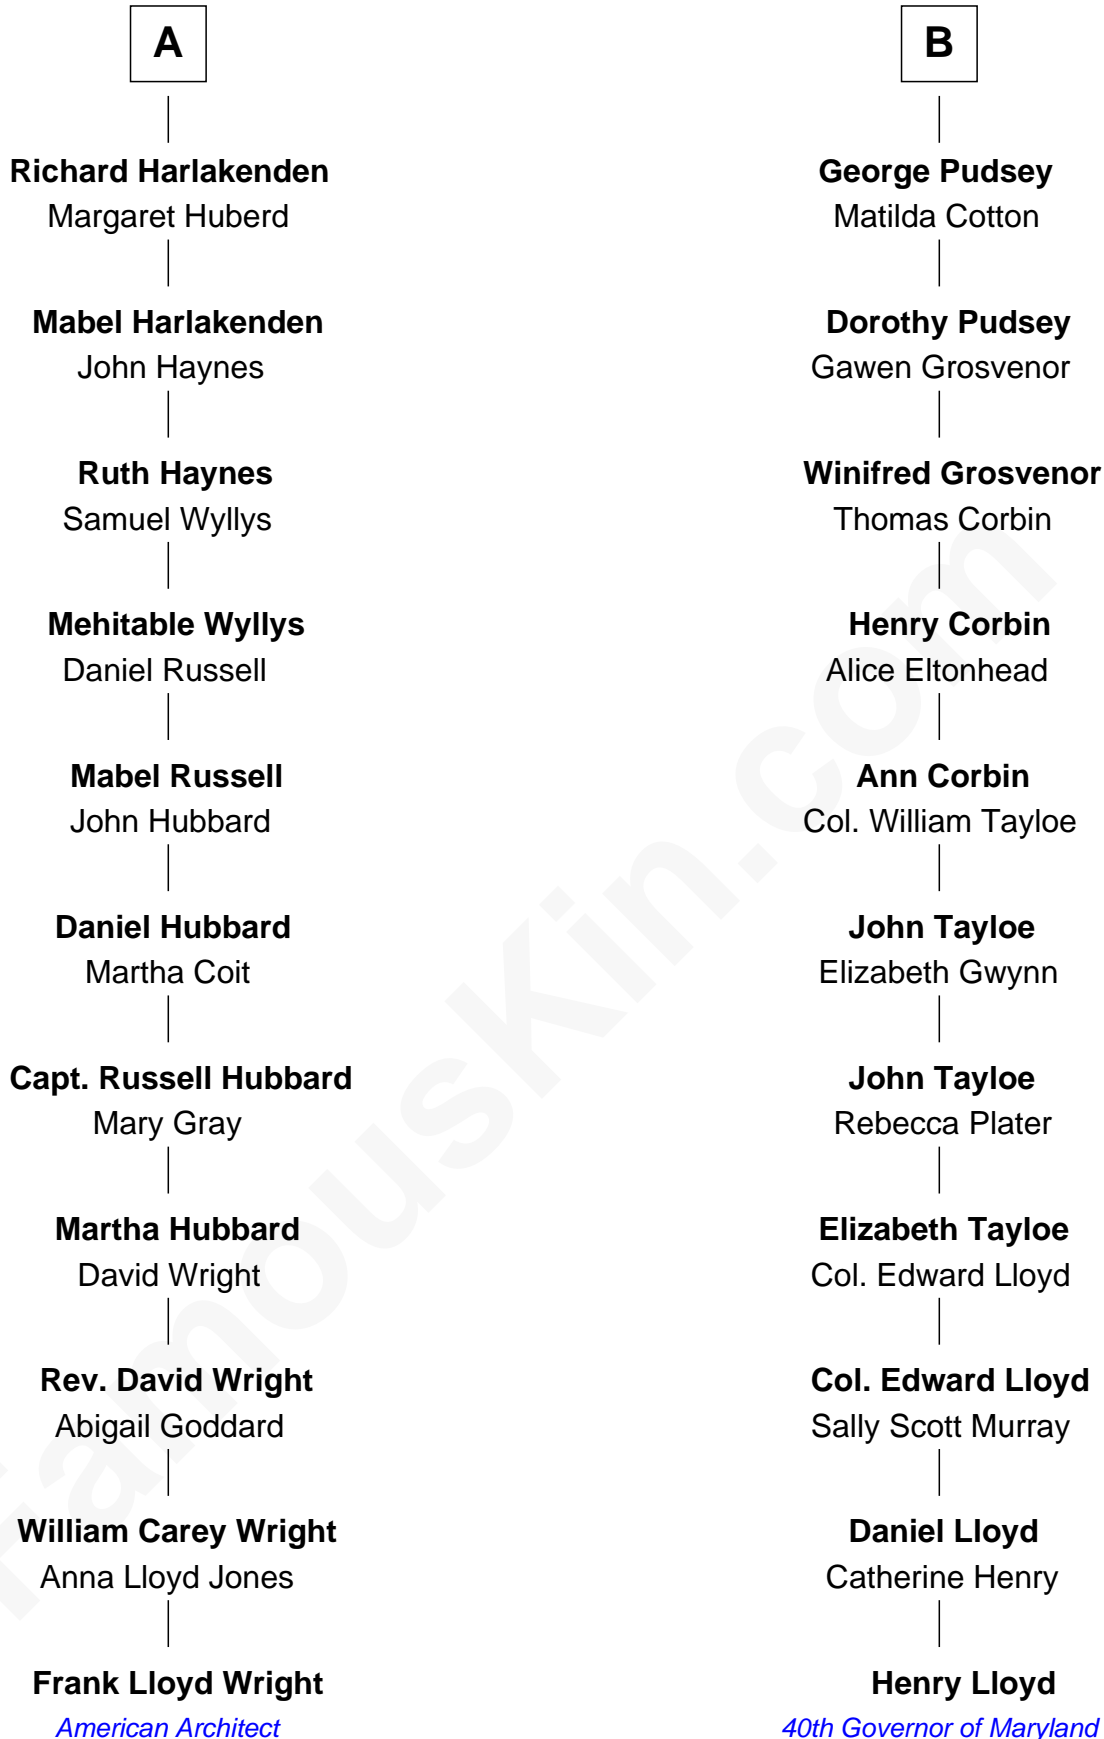 A
Richard Harlakenden
Margaret Huberd
Mabel Harlakenden
John Haynes
Ruth Haynes
Samuel Wyllys
Mehitable Wyllys
Daniel Russell
Mabel Russell
John Hubbard
Daniel Hubbard
Martha Coit
Capt. Russell Hubbard
Mary Gray
Martha Hubbard
David Wright
Rev. David Wright
Abigail Goddard
William Carey Wright
Anna Lloyd Jones
Frank Lloyd Wright
American Architect
B
George Pudsey
Matilda Cotton
Dorothy Pudsey
Gawen Grosvenor
Winifred Grosvenor
Thomas Corbin
Henry Corbin
Alice Eltonhead
Ann Corbin
Col. William Tayloe
John Tayloe
Elizabeth Gwynn
John Tayloe
Rebecca Plater
Elizabeth Tayloe
Col. Edward Lloyd
Col. Edward Lloyd
Sally Scott Murray
Daniel Lloyd
Catherine Henry
Henry Lloyd
40th Governor of Maryland
FamousKin.com